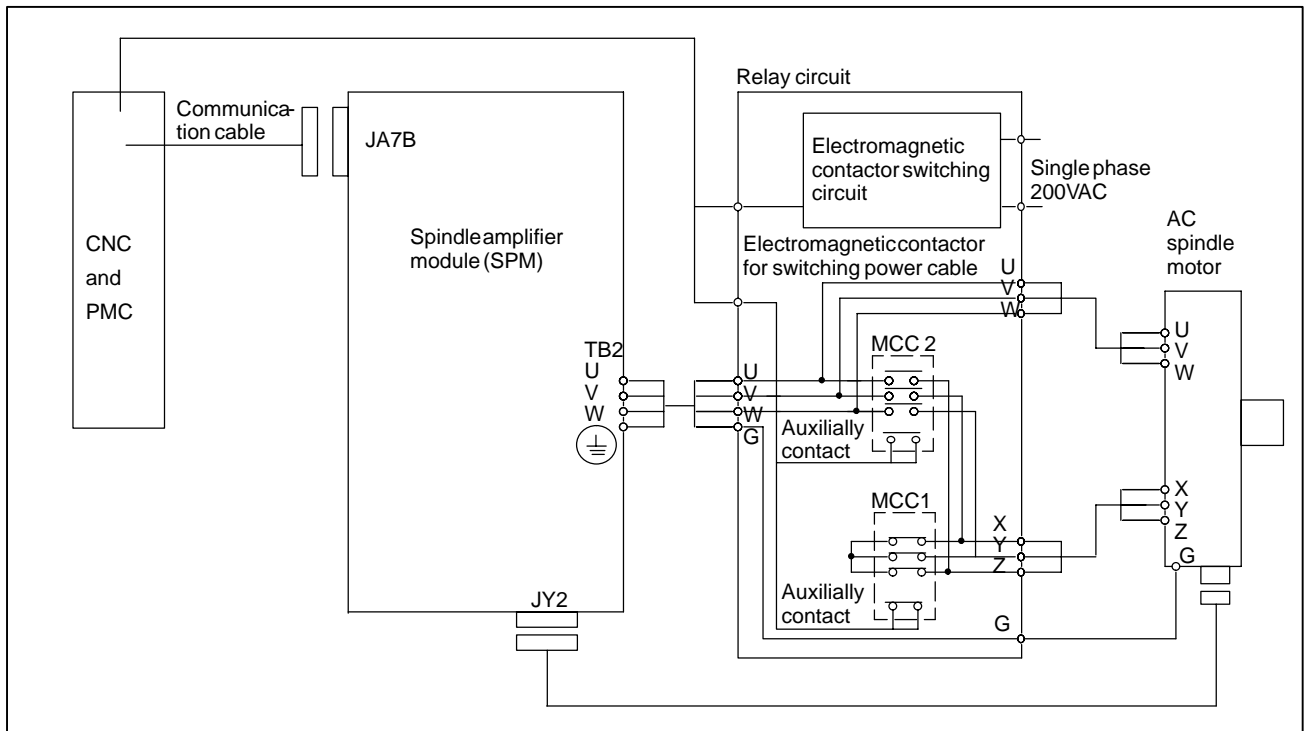 Relay circuit
Communica-
tion cable
JA7B
Electromagnetic
contactor switching
circuit
Single phase
200VAC
CNC
and
PMC
Spindle amplifier
module (SPM)
Electromagnetic contactor
for switching power cable
AC
spindle
motor
U
V
W
U
V
W
TB2
U
V
W
U
V
W
G
MCC 2
Auxilially
contact
MCC1
X
Y
Z
X
Y
Z
G
Auxilially
contact
G
JY2